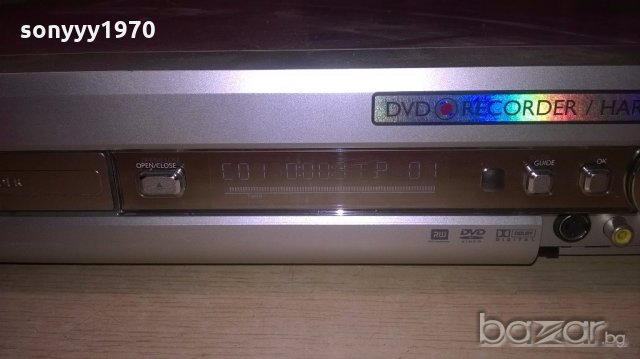 sonyyy1970
DVD RECORDER / HAR
OPEN/CLOSE
GUIDE
OK
RW
DVD
VIDEO
DOLBY
DIGITAL
bazar.bg